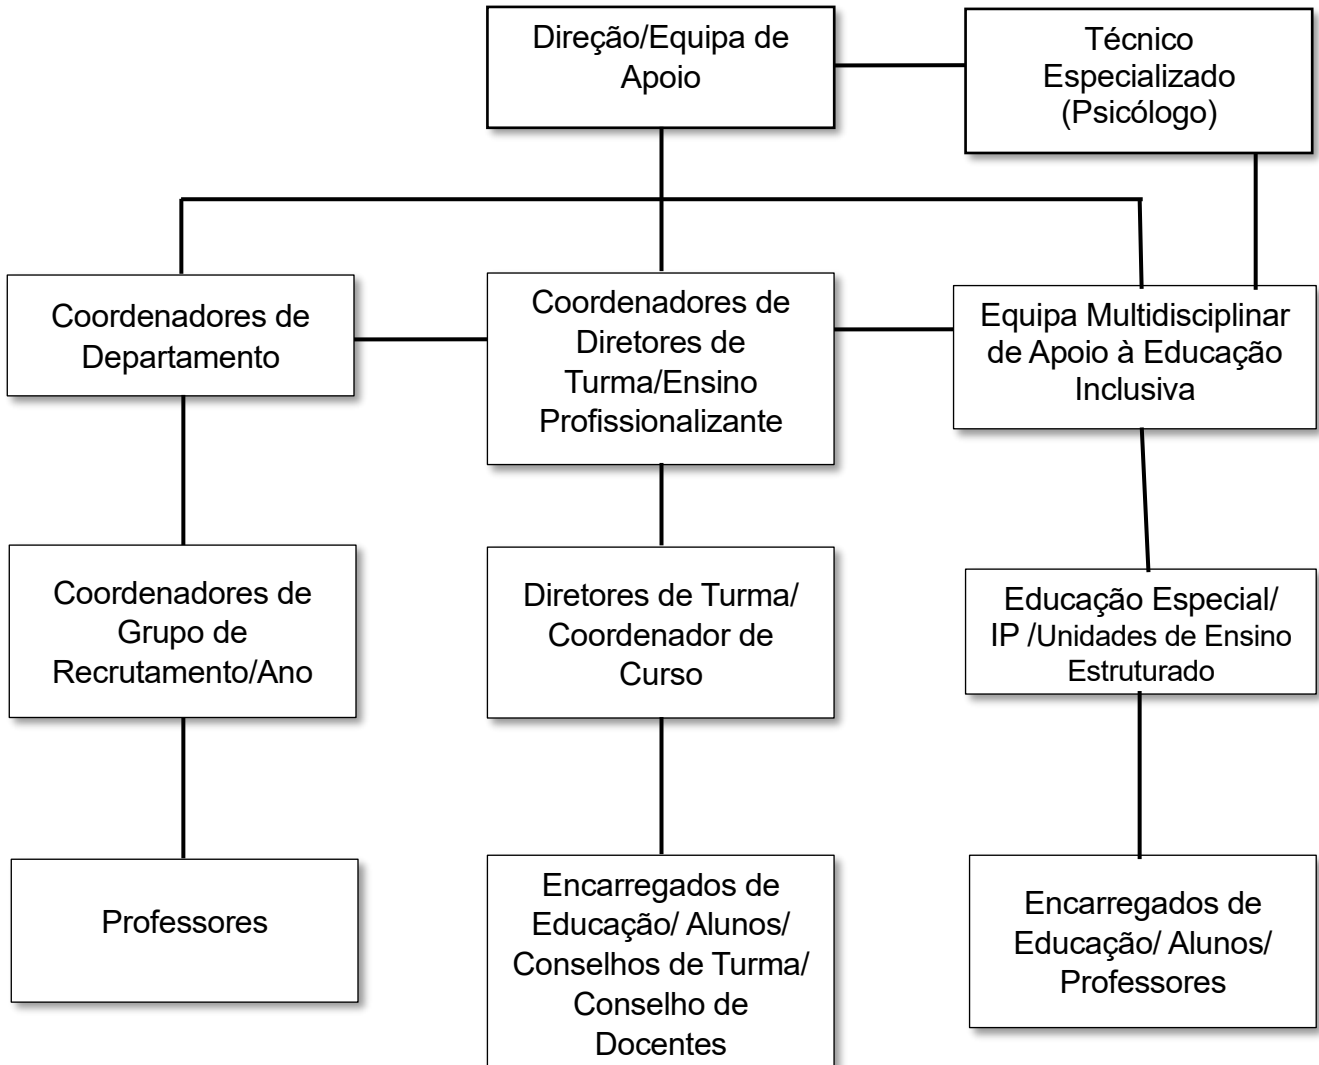 Direção/Equipa de
Apoio
Técnico
Especializado
(Psicólogo)
Coordenadores de
Departamento
Coordenadores de
Diretores de
Turma/Ensino
Profissionalizante
Equipa Multidisciplinar
de Apoio à Educação
Inclusiva
Coordenadores de
Grupo de
Recrutamento/Ano
Diretores de Turma/
Coordenador de
Curso
Educação Especial/
IP /Unidades de Ensino
Estruturado
Professores
Encarregados de
Educação/ Alunos/
Conselhos de Turma/
Conselho de
Docentes
Encarregados de
Educação/ Alunos/
Professores